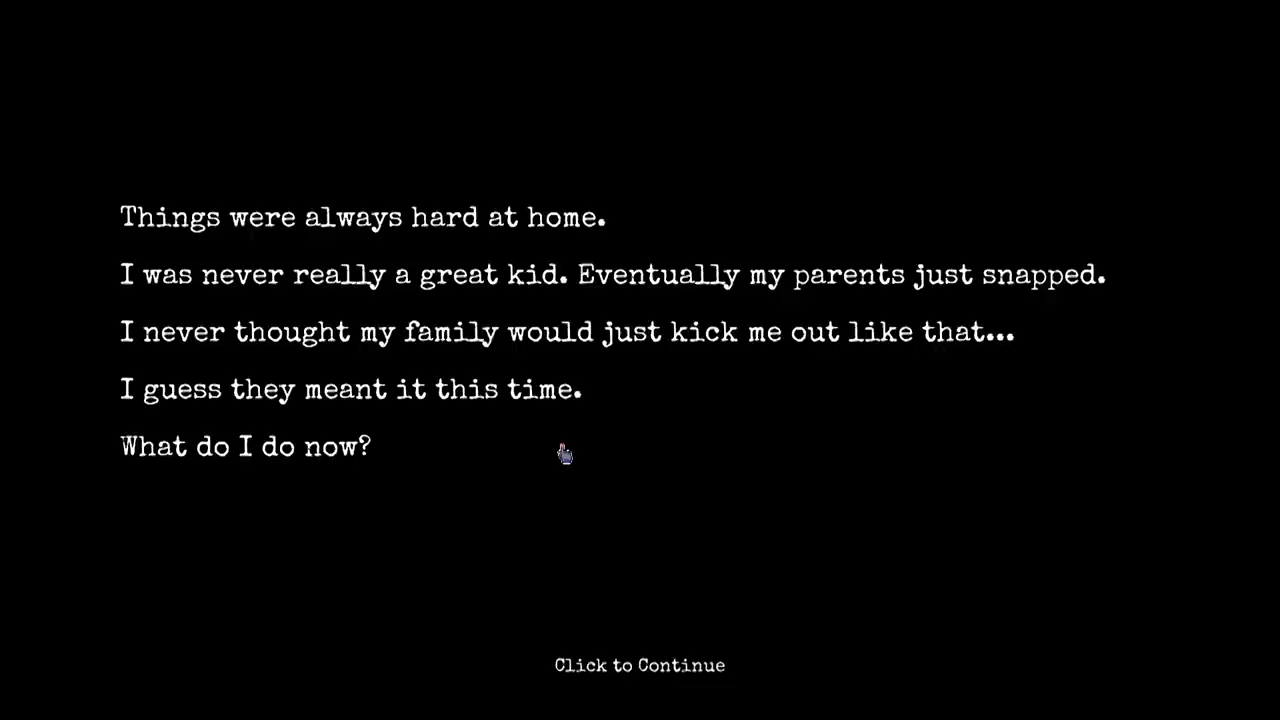 Things were always hard at home.
I was never really a great kid. Eventually my parents just snapped.
I never thought my family would just kick me out like that...
I guess they meant it this time.
What do I do now?
Click to Continue